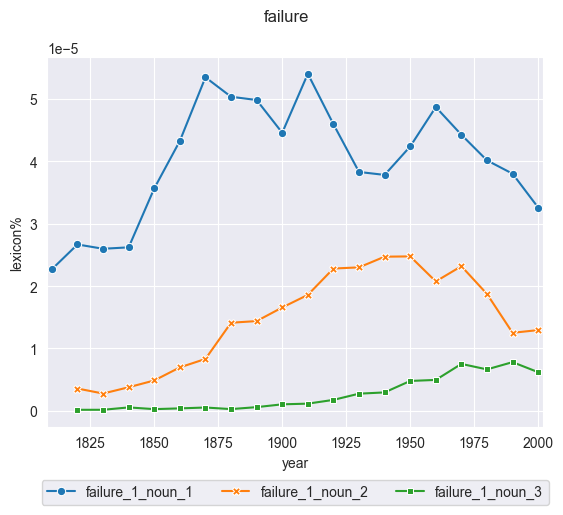 failure
1e−5
5
4
3
2
1
0
lexicon%
1825 1850 1875 1900 1925 1950 1975 2000
year
failure_1_noun_1 failure_1_noun_2 failure_1_noun_3